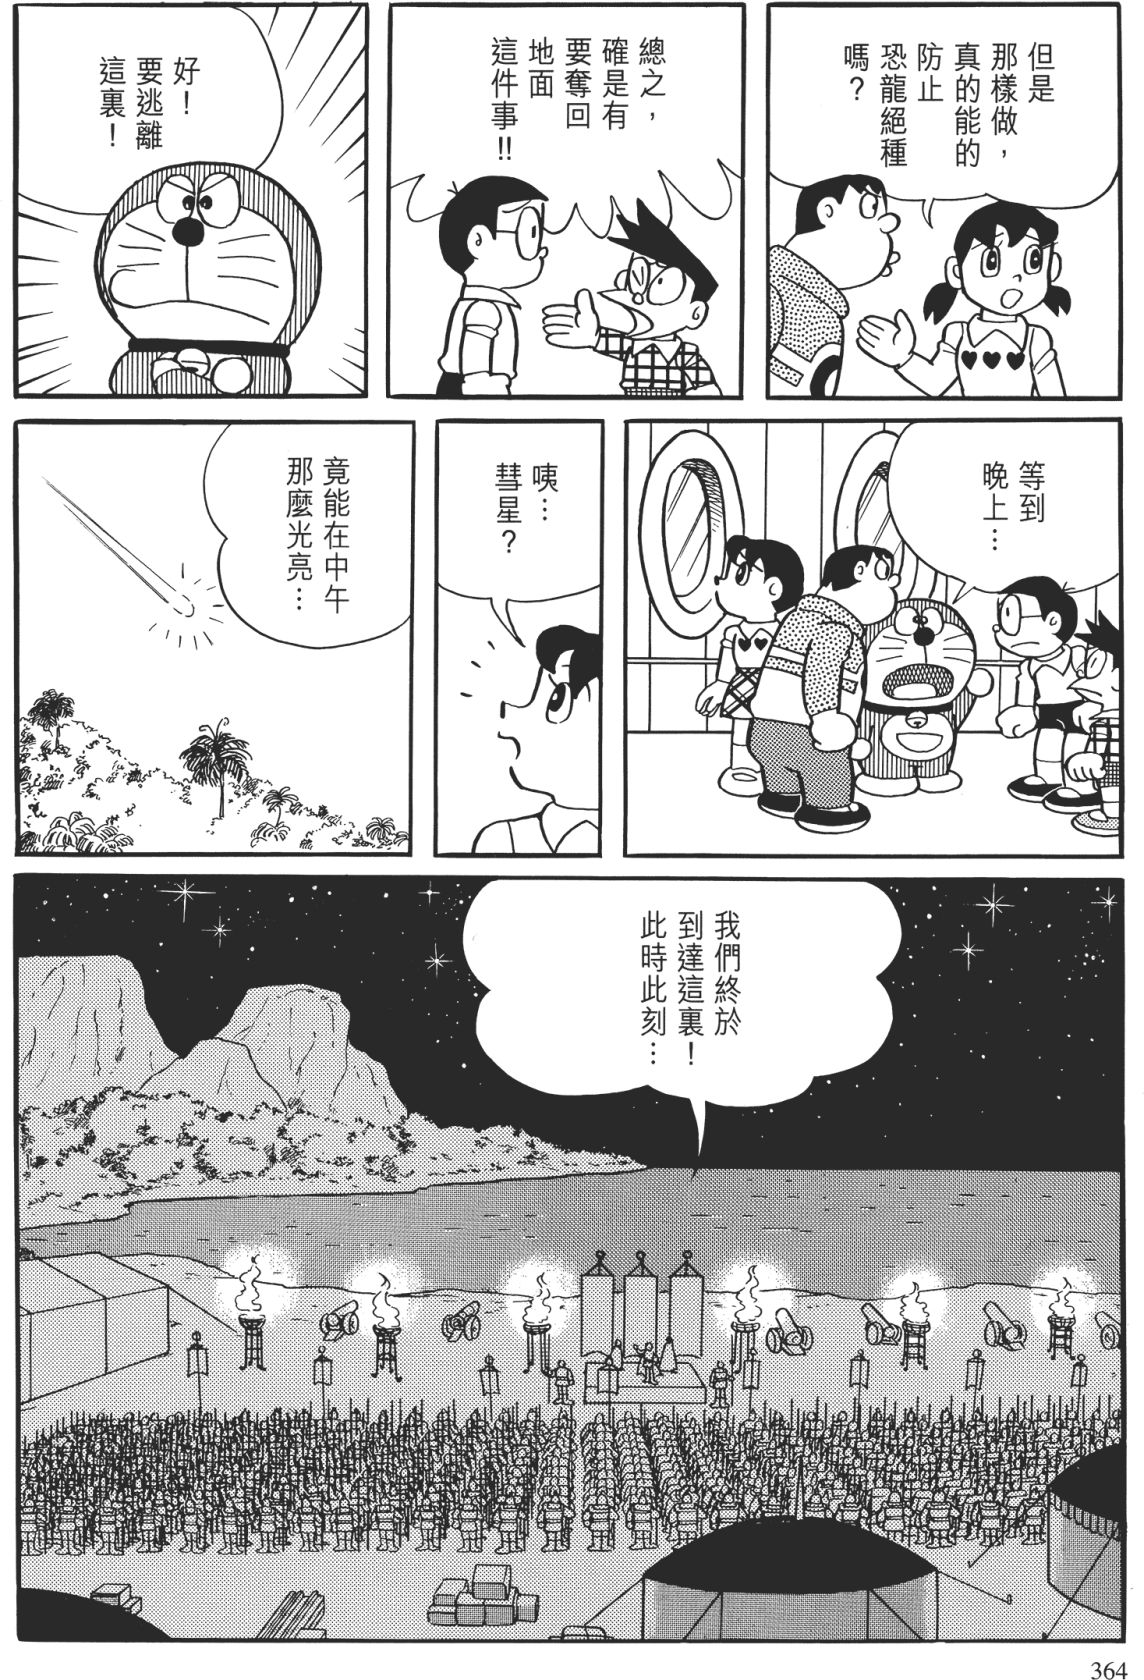 但是
那樣做，
真的能的
防止
恐龍絕種
嗎？
總之，
確是有
要奪回
地面
這件事!!
好！
要逃離
這裏！
等到
晚上…
咦…
彗星？
竟能在中午
那麼光亮…
我們終於
到達這裏！
此時此刻…
364